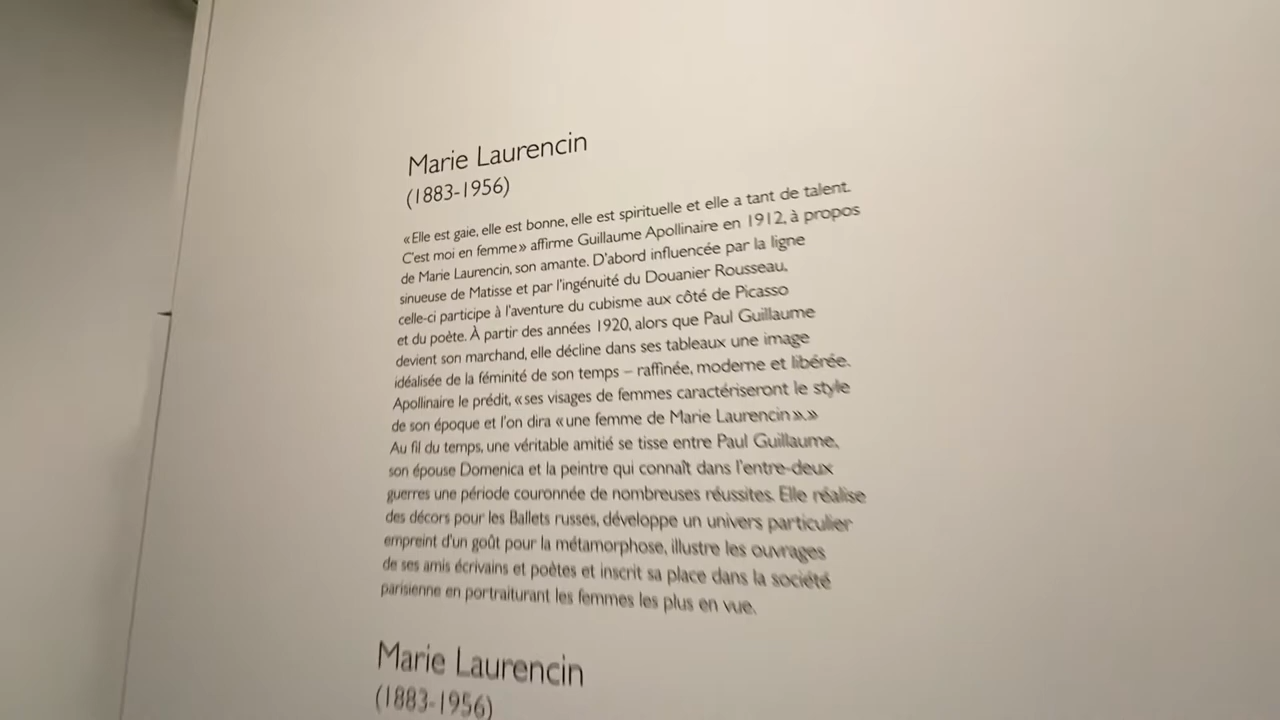 Marie Laurencin
(1883-1956)
«Elle est gaie, elle est bonne, elle est spirituelle et elle a tant de talent.
C'est moi en femme» affirme Guillaume Apollinaire en 1912, à propos
de Marie Laurencin, son amante. D'abord influencée par la ligne
sinueuse de Matisse et par l'ingénuité du Douanier Rousseau,
celle-ci participe à l'aventure du cubisme aux côté de Picasso
et du poète. À partir des années 1920, alors que Paul Guillaume
devient son marchand, elle décline dans ses tableaux une image
idéalisée de la féminité de son temps – raffinée, moderne et libérée.
Apollinaire le prédit, «ses visages de femmes caractériseront le style
de son époque et l'on dira «une femme de Marie Laurencin».»
Au fil du temps, une véritable amitié se tisse entre Paul Guillaume,
son épouse Domenica et la peintre qui connaît dans l'entre-deux
guerres une période couronnée de nombreuses réussites. Elle réalise
des décors pour les Ballets russes, développe un univers particulier
empreint d'un goût pour la métamorphose, illustre les ouvrages
de ses amis écrivains et poètes et inscrit sa place dans la société
parisienne en portraiturant les femmes les plus en vue.
Marie Laurencin
(1883-1956)